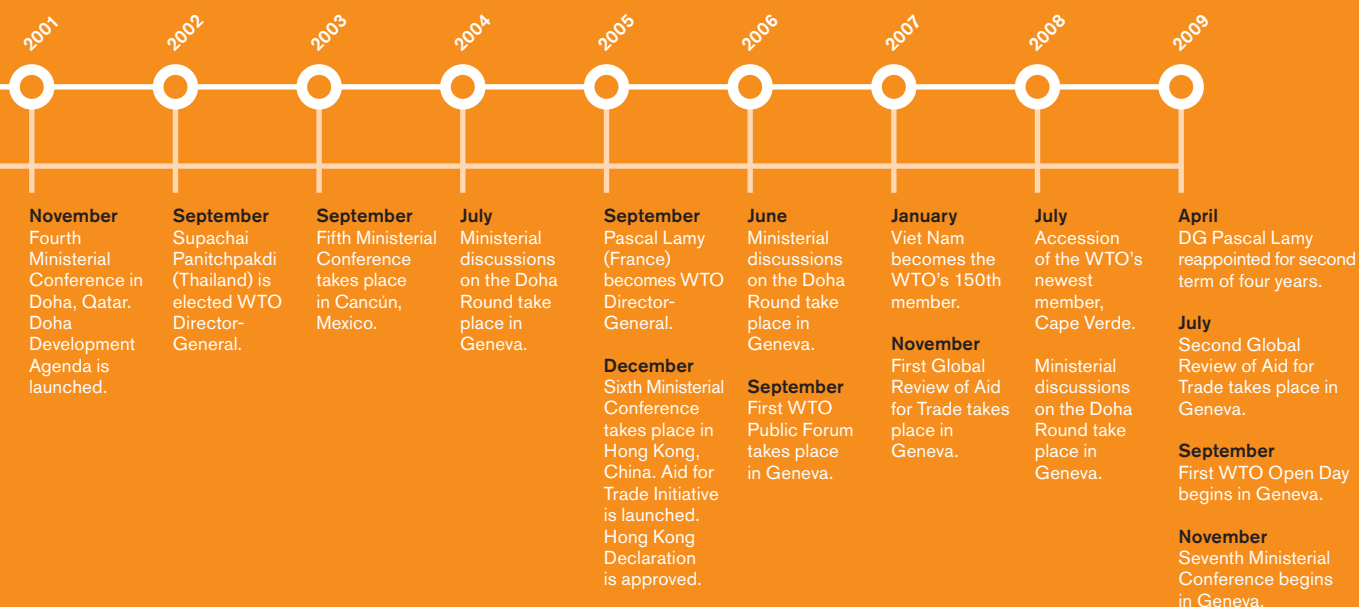 2001
November
Fourth
Ministerial
Conference in
Doha, Qatar.
Doha
Development
Agenda is
launched.
2002
September
Supachai
Panitchpakdi
(Thailand) is
elected WTO
Director-
General.
2003
September
Fifth Ministerial
Conference
takes place
in Cancún,
Mexico.
2004
July
Ministerial
discussions
on the Doha
Round take
place in
Geneva.
2005
September
Pascal Lamy
(France)
becomes WTO
Director-
General.
December
Sixth Ministerial
Conference
takes place in
Hong Kong,
China. Aid for
Trade Initiative
is launched.
Hong Kong
Declaration
is approved.
2006
June
Ministerial
discussions
on the Doha
Round take
place in
Geneva.
September
First WTO
Public Forum
takes place
in Geneva.
2007
January
Viet Nam
becomes the
WTO's 150th
member.
November
First Global
Review of Aid
for Trade takes
place in
Geneva.
2008
July
Accession
of the WTO's
newest
member,
Cape Verde.
Ministerial
discussions
on the Doha
Round take
place in
Geneva.
2009
April
DG Pascal Lamy
reappointed for second
term of four years.
July
Second Global
Review of Aid for
Trade takes place in
Geneva.
September
First WTO Open Day
begins in Geneva.
November
Seventh Ministerial
Conference begins
in Geneva.